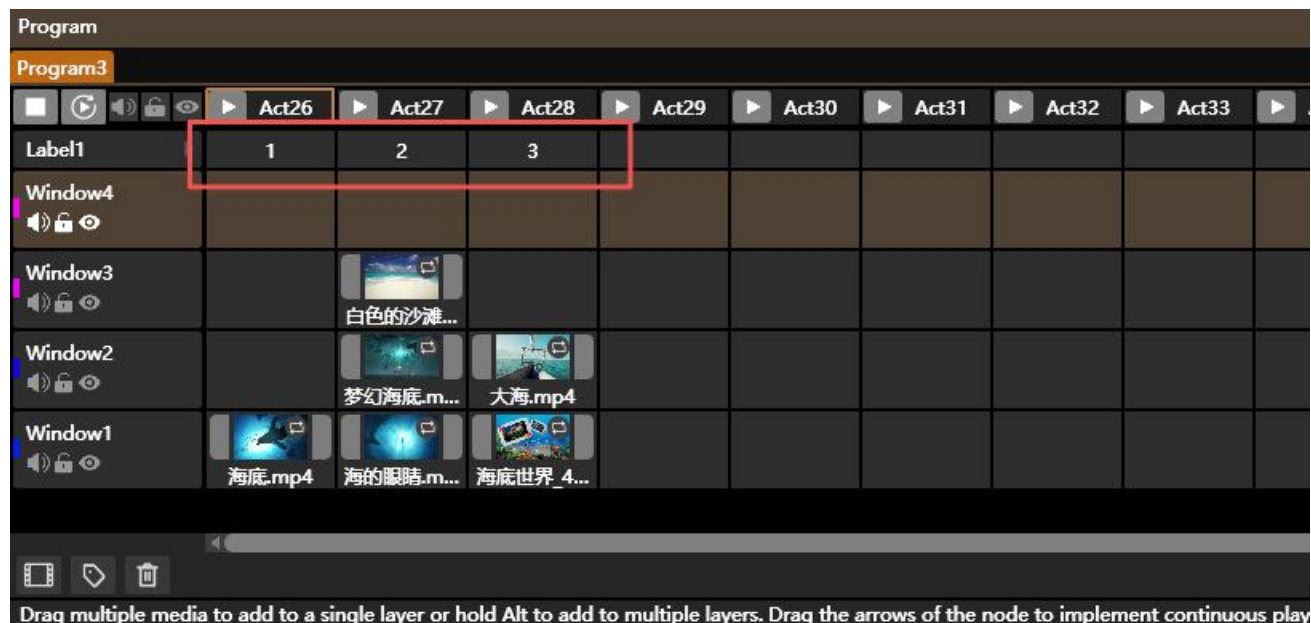 Program
Program3
Act26 Act27 Act28 Act29 Act30 Act31 Act32 Act33
Label1 1 2 3
Window4
Window3
白色的沙滩...
Window2
梦幻海底.m... 大海.mp4
Window1
海底.mp4 海的眼睛.m... 海底世界_4...
Drag multiple media to add to a single layer or hold Alt to add to multiple layers. Drag the arrows of the node to implement continuous play